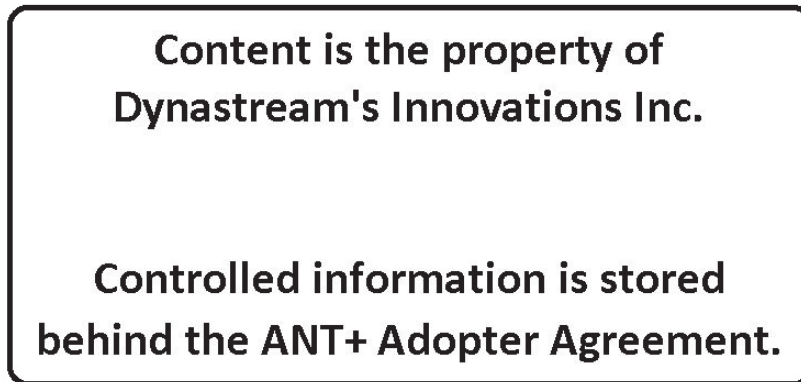 Content is the property of
Dynastream's Innovations Inc.
Controlled information is stored
behind the ANT+ Adopter Agreement.